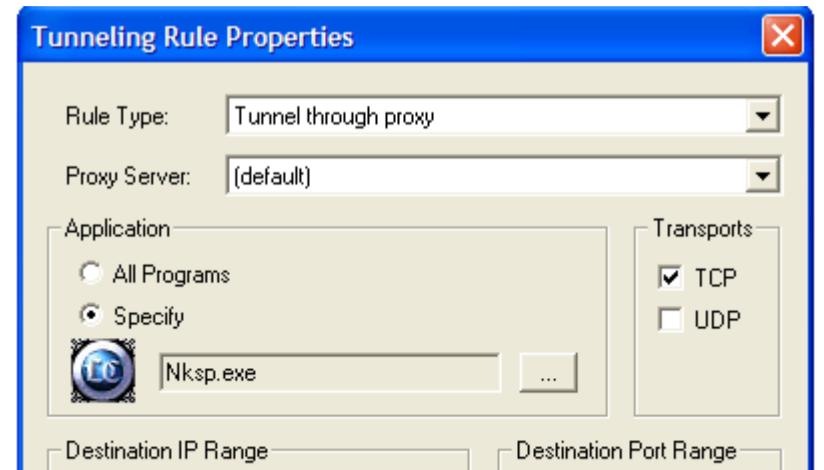 Tunneling Rule Properties
Rule Type: Tunnel through proxy
Proxy Server: (default)
Application
Transports
All Programs
TCP
Specify
UDP
Nksp.exe ...
Destination IP Range
Destination Port Range